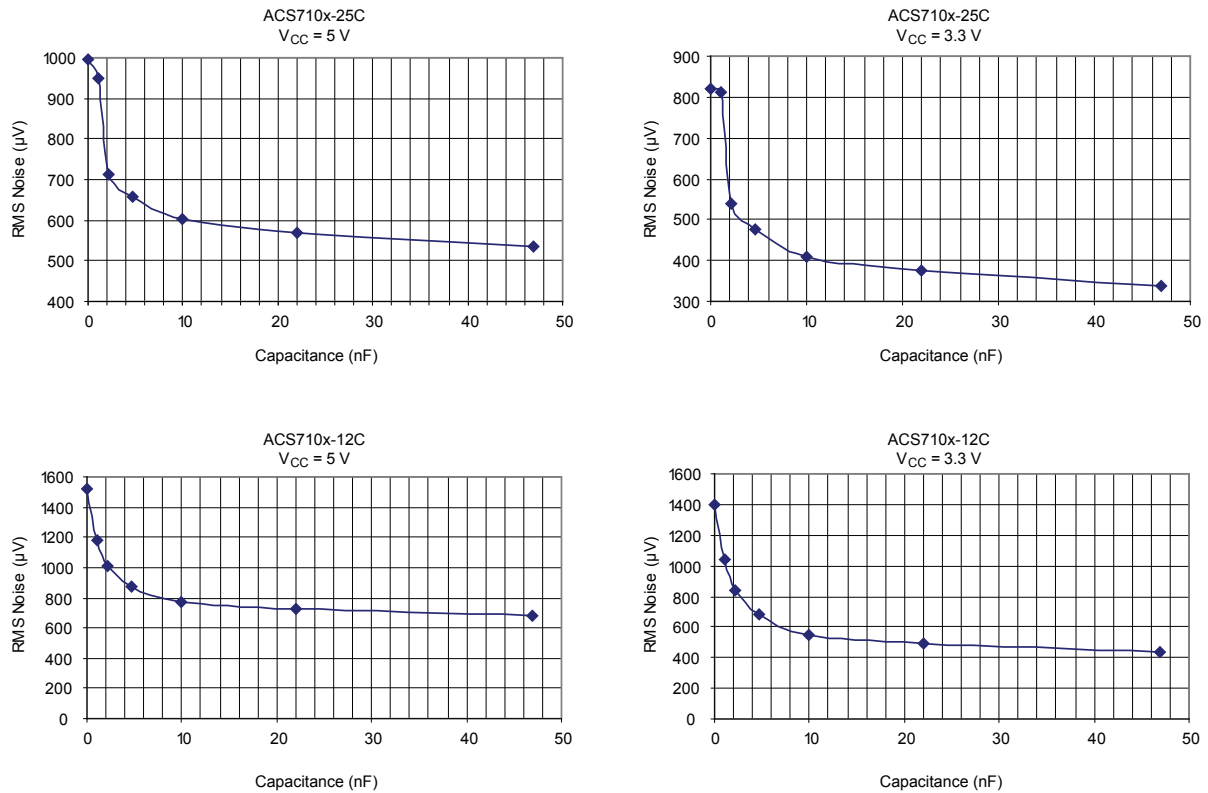 ACS710x-25C
VCC = 5 V
1000
900
800
700
600
500
400
RMS Noise (µV)
0 10 20 30 40 50
Capacitance (nF)
ACS710x-25C
VCC = 3.3 V
900
800
700
600
500
400
300
RMS Noise (µV)
0 10 20 30 40 50
Capacitance (nF)
ACS710x-12C
VCC = 5 V
1600
1400
1200
1000
800
600
400
200
0
RMS Noise (µV)
0 10 20 30 40 50
Capacitance (nF)
ACS710x-12C
VCC = 3.3 V
1600
1400
1200
1000
800
600
400
200
0
RMS Noise (µV)
0 10 20 30 40 50
Capacitance (nF)